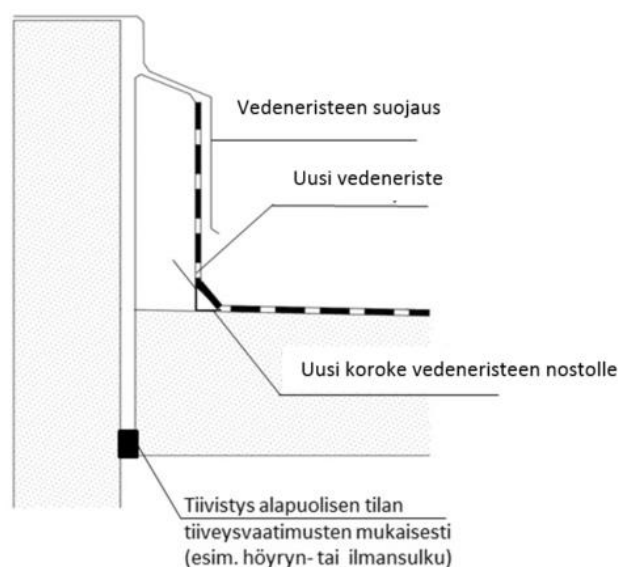 Vedeneristeen suojaus
Uusi vedeneriste
Uusi koroke vedeneristeen nostolle
Tiivistys alapuolisen tilan
tiiveysvaatimusten mukaisesti
(esim. höyryn- tai ilmansulku)